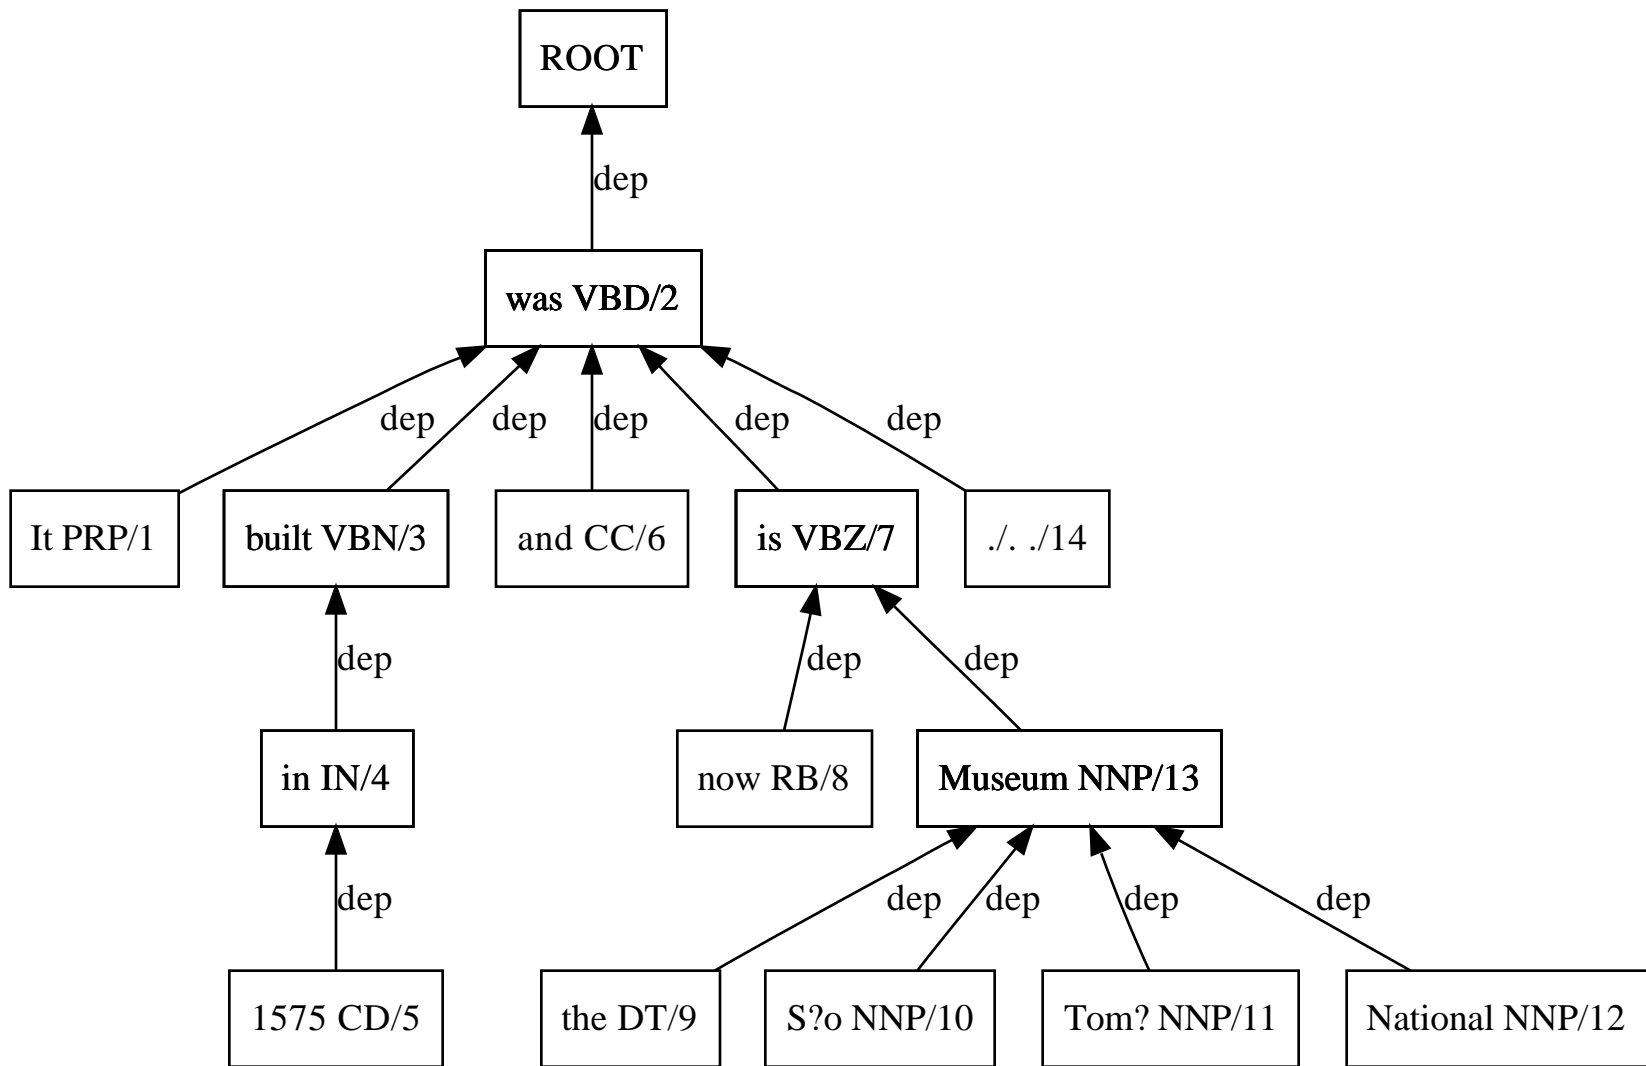 ROOT
dep
was VBD/2
dep dep dep dep dep
It PRP/1 built VBN/3 and CC/6 is VBZ/7 ./. ./14
dep dep dep
in IN/4 now RB/8 Museum NNP/13
dep dep dep dep dep
1575 CD/5 the DT/9 S?o NNP/10 Tom? NNP/11 National NNP/12